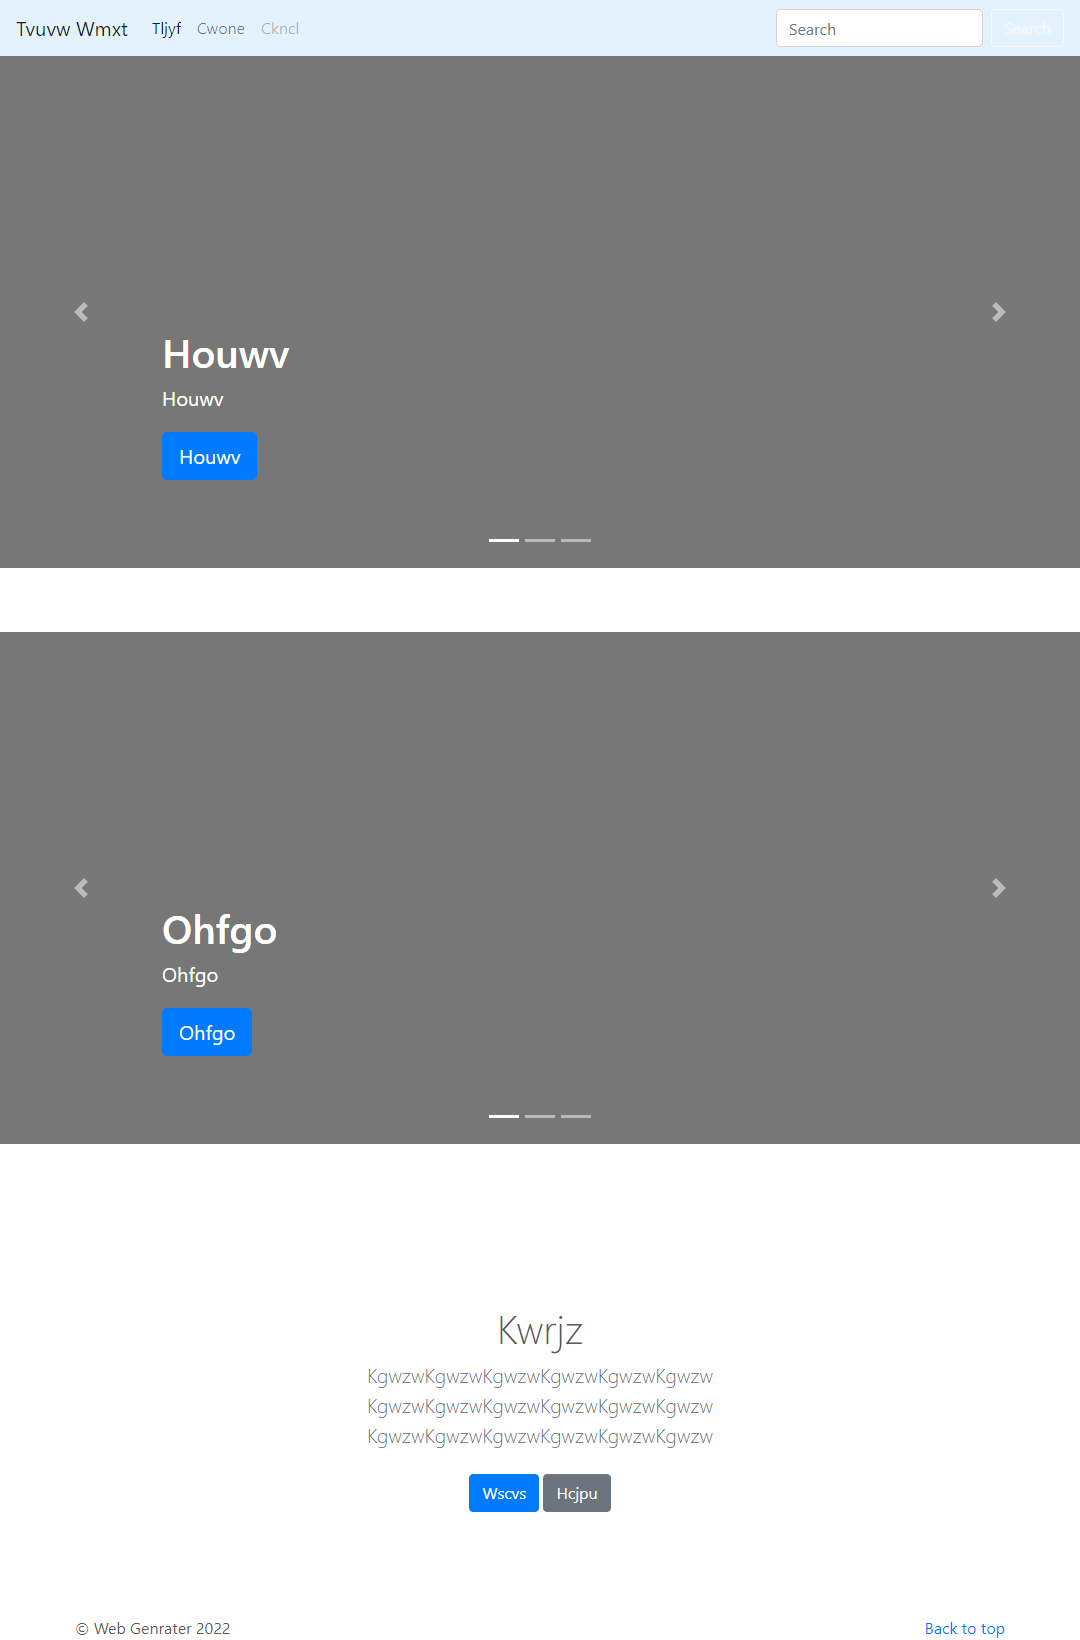 Tvuvw Wmxt Tljyf Cwone Ckncl Search Search
Houwv
Houwv
Houwv
Ohfgo
Ohfgo
Ohfgo
Kwrjz
KgwzwKgwzwKgwzwKgwzwKgwzwKgwzw
KgwzwKgwzwKgwzwKgwzwKgwzwKgwzw
KgwzwKgwzwKgwzwKgwzwKgwzwKgwzw
Wscvs Hcjpu
© Web Genrater 2022 Back to top